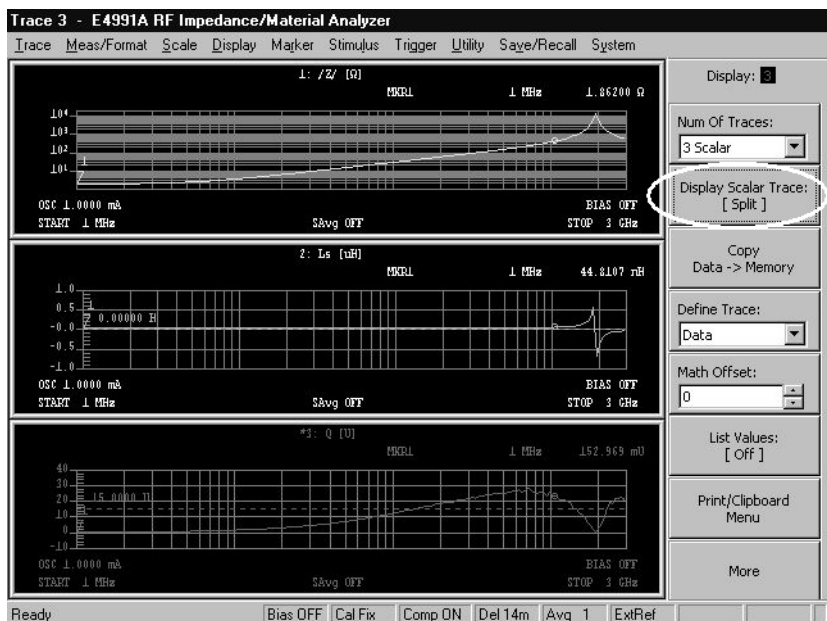 Trace 3 - E4991A RF Impedance/Material Analyzer
Trace Meas/Format Scale Display Marker Stimulus Trigger Utility Save/Recall System
1: /Z/ [Ω]
MKR1 1 MHz 1.86200 Ω
10⁴
10³
10²
10¹
1
OSC 1.0000 mA BIAS OFF
START 1 MHz SAvg OFF STOP 3 GHz
2: Ls [uH]
MKR1 1 MHz 44.8107 nH
1.0
0.5
1
0.00000 H
-0.0
-0.5
-1.0
OSC 1.0000 mA BIAS OFF
START 1 MHz SAvg OFF STOP 3 GHz
*3: Q [U]
MKR1 1 MHz 152.969 mU
40
30
20
15.0000 U
10
0
-10
OSC 1.0000 mA BIAS OFF
START 1 MHz SAvg OFF STOP 3 GHz
Display: 3
Num Of Traces:
3 Scalar
Display Scalar Trace:
[ Split ]
Copy
Data -> Memory
Define Trace:
Data
Math Offset:
0
List Values:
[ Off ]
Print/Clipboard
Menu
More
Ready Bias OFF Cal Fix Comp ON Del 14m Avg 1 ExtRef